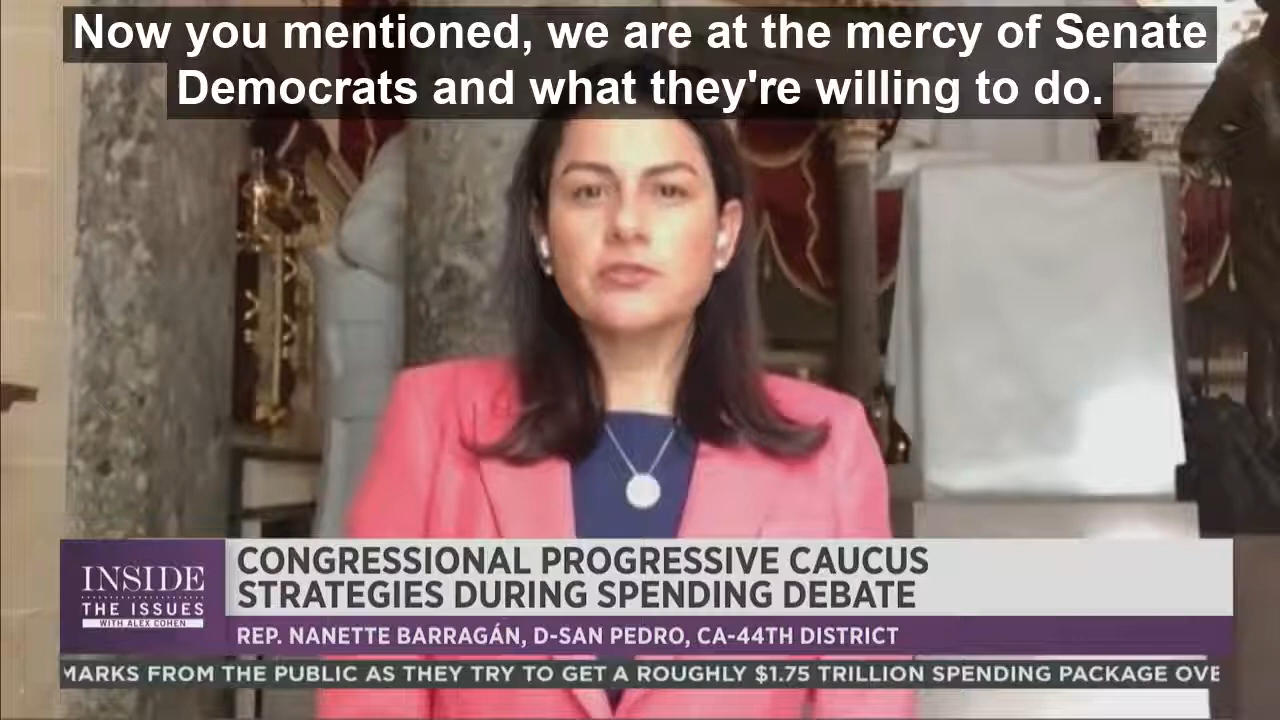 Now you mentioned, we are at the mercy of Senate
Democrats and what they're willing to do.
INSIDE
THE ISSUES
WITH ALEX COHEN
CONGRESSIONAL PROGRESSIVE CAUCUS
STRATEGIES DURING SPENDING DEBATE
REP. NANETTE BARRAGÁN, D-SAN PEDRO, CA-44TH DISTRICT
MARKS FROM THE PUBLIC AS THEY TRY TO GET A ROUGHLY $1.75 TRILLION SPENDING PACKAGE OVE